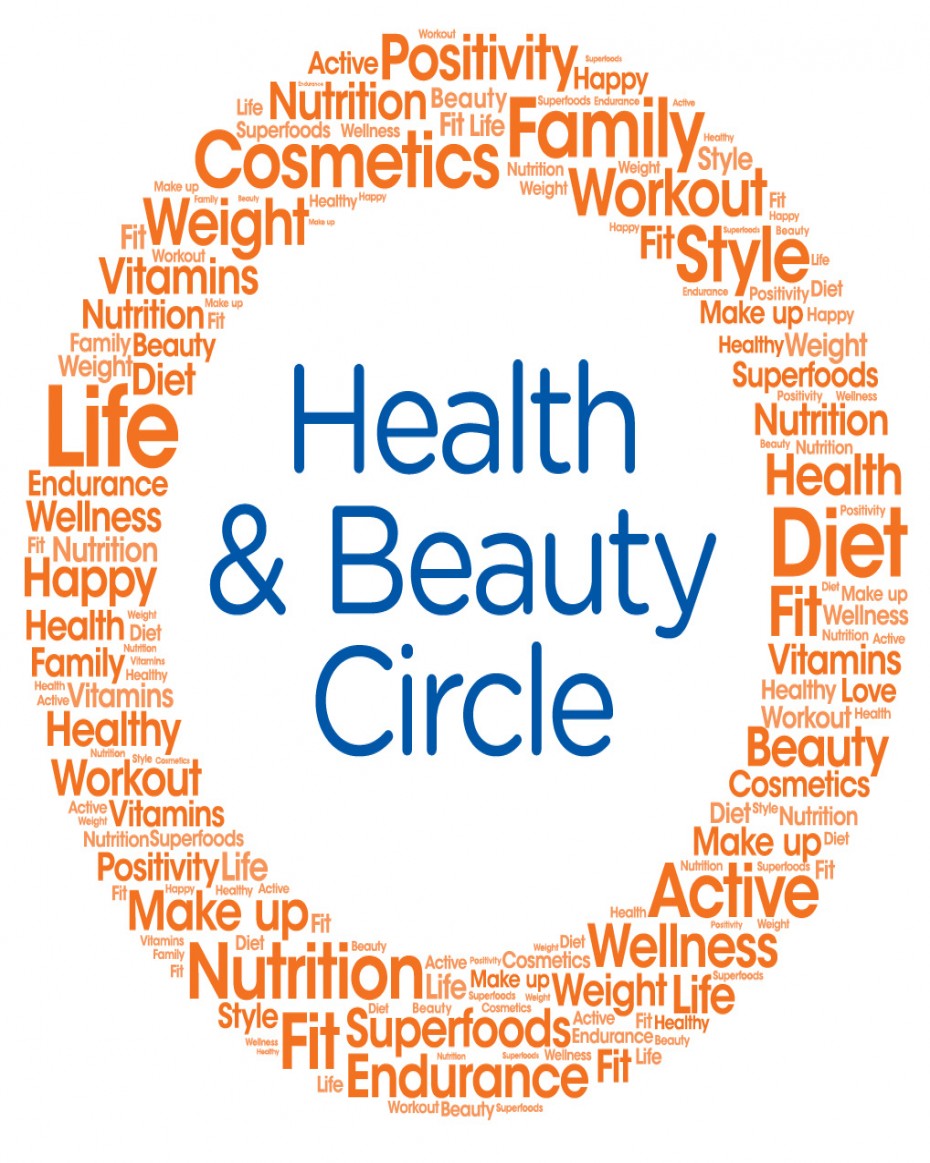 Workout
Active Positivity Superfoods
Happy
Endurance
Life Nutrition Beauty Superfoods Endurance Active
Superfoods Wellness Fit Life Family Healthy
Cosmetics Nutrition Weight Style
Make up Weight Workout Fit
Family Beauty Healthy Happy Happy
Fit Weight Make up Happy Fit Style Superfoods Beauty
Workout Life
Vitamins Endurance Positivity Diet
Nutrition Make up Fit Make up Happy
Family Beauty Healthy Weight
Weight Diet Superfoods
Positivity Wellness
Life Nutrition
Beauty Nutrition
Health
& Beauty
Circle
Endurance Health
Wellness Positivity
Fit Nutrition Diet
Happy Diet Make up
Weight Fit Wellness
Health Diet Nutrition Active
Nutrition
Family Vitamins Vitamins
Healthy
Health Healthy Love
Active Vitamins
Healthy Workout Health
Nutrition Style Cosmetics Beauty
Workout Cosmetics
Active Vitamins Diet Style Nutrition
Weight
Nutrition Superfoods Make up Diet
Positivity Life Nutrition Superfoods Fit
Fit Happy Healthy Active Active
Make up Fit Health
Positivity Weight
Vitamins Diet Beauty Weight Diet Wellness
Family
Fit Nutrition Active Positivity Cosmetics
Life Make up Weight Life Superfoods
Superfoods Weight
Style Diet Beauty Cosmetics
Fit Superfoods Active Fit Healthy
Wellness Endurance Beauty
Healthy Nutrition Superfoods Wellness Fit Life
Life Endurance
Workout Beauty Superfoods